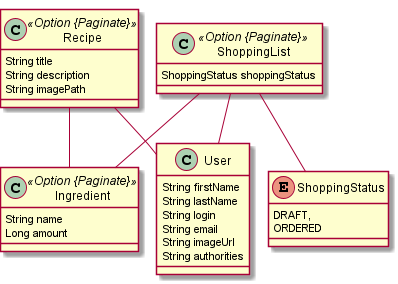 C «Option {Paginate}»
Recipe
String title
String description
String imagePath
C «Option {Paginate}»
ShoppingList
ShoppingStatus shoppingStatus
C «Option {Paginate}»
Ingredient
String name
Long amount
C User
String firstName
String lastName
String login
String email
String imageUrl
String authorities
E ShoppingStatus
DRAFT,
ORDERED